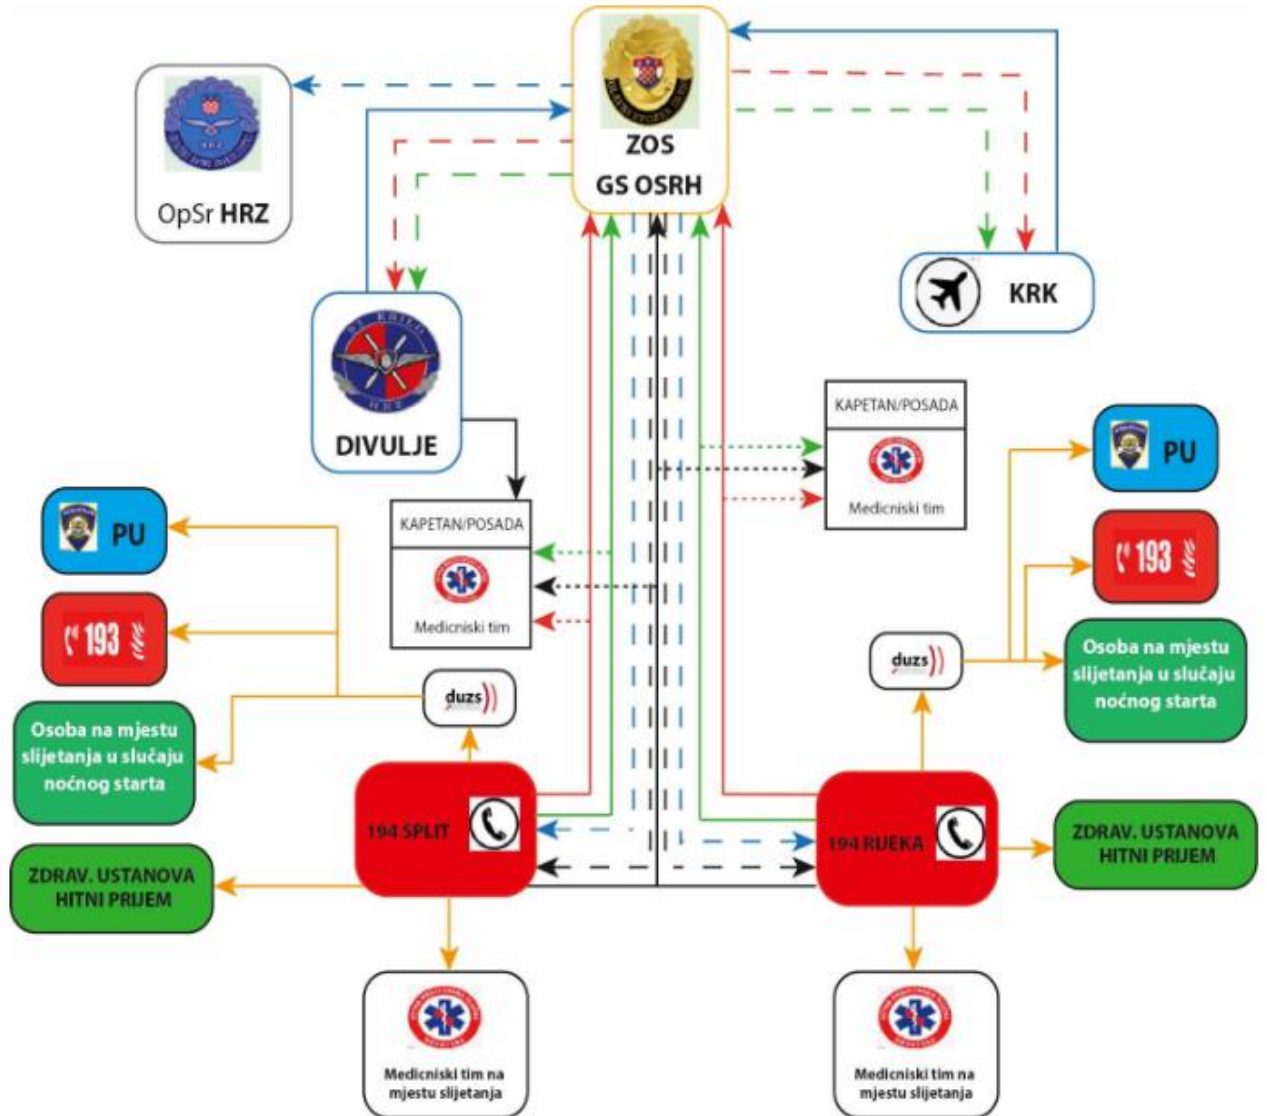 ZOS
GS OSRH
OpSr HRZ
KRK
DIVULJE
KAPETAN/POSADA
Medicniski tim
PU
193
Osoba na mjestu
slijetanja u slučaju
noćnog starta
KAPETAN/POSADA
Medicniski tim
PU
193
Osoba na mjestu
slijetanja u slučaju
noćnog starta
duzs
duzs
194 SPLIT
194 RIJEKA
ZDRAV. USTANOVA
HITNI PRIJEM
ZDRAV. USTANOVA
HITNI PRIJEM
Medicniski tim na
mjestu slijetanja
Medicniski tim na
mjestu slijetanja